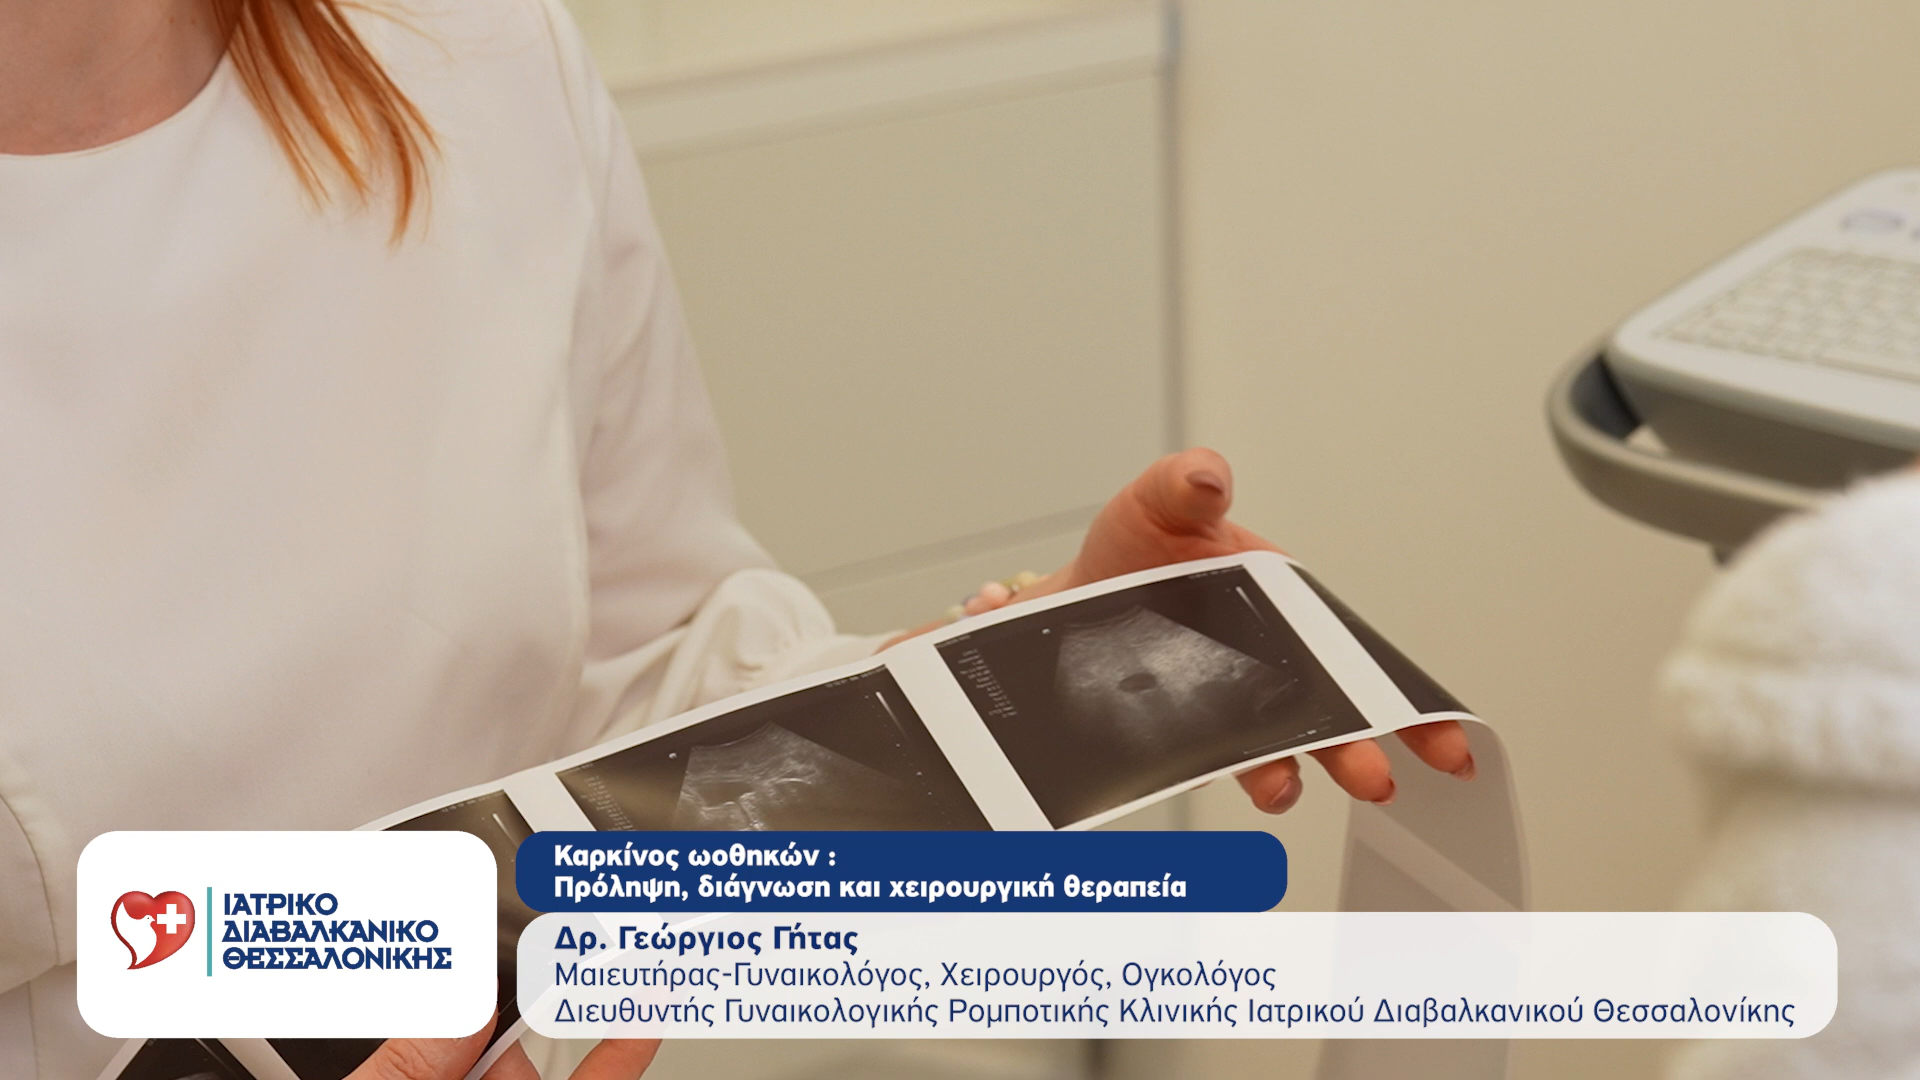 Καρκίνος ωοθηκών :
Πρόληψη, διάγνωση και χειρουργική θεραπεία
ΙΑΤΡΙΚΟ
ΔΙΑΒΑΛΚΑΝΙΚΟ
ΘΕΣΣΑΛΟΝΙΚΗΣ
Δρ. Γεώργιος Γήτας
Μαιευτήρας-Γυναικολόγος, Χειρουργός, Ογκολόγος
Διευθυντής Γυναικολογικής Ρομποτικής Κλινικής Ιατρικού Διαβαλκανικού Θεσσαλονίκης